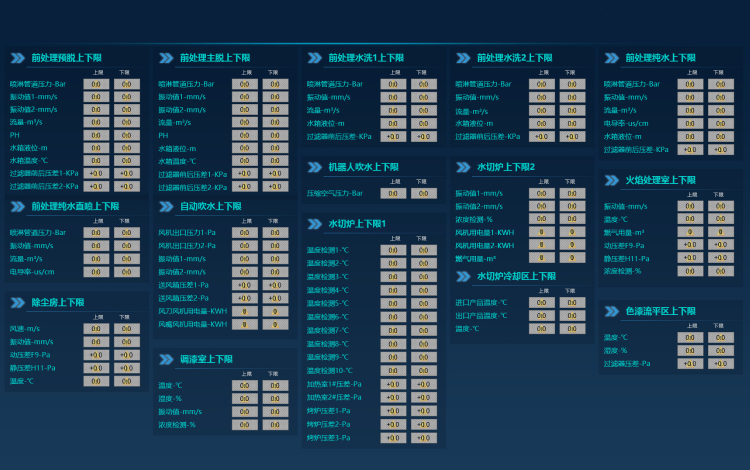 前处理预脱上下限
上限 下限
喷淋管道压力-Bar 0.0 0.0
振动值1-mm/s 0.0 0.0
振动值2-mm/s 0.0 0.0
流量-m³/s 0.0 0.0
PH 0.0 0.0
水箱液位-m 0.0 0.0
水箱温度-℃ 0.0 0.0
过滤器前后压差1-KPa +0.0 +0.0
过滤器前后压差2-KPa +0.0 +0.0
前处理纯水直喷上下限
上限 下限
喷淋管道压力-Bar 0.0 0.0
振动值-mm/s 0.0 0.0
流量-m³/s 0.0 0.0
电导率-us/cm 0.0 0.0
除尘房上下限
上限 下限
风速-m/s 0.0 0.0
振动值-mm/s 0.0 0.0
动压差F9-Pa +0.0 +0.0
静压差H11-Pa +0.0 +0.0
温度-℃ 0.0 0.0
前处理主脱上下限
上限 下限
喷淋管道压力-Bar 0.0 0.0
振动值1-mm/s 0.0 0.0
振动值2-mm/s 0.0 0.0
流量-m³/s 0.0 0.0
PH 0.0 0.0
水箱液位-m 0.0 0.0
水箱温度-℃ 0.0 0.0
过滤器前后压差1-KPa +0.0 +0.0
过滤器前后压差2-KPa +0.0 +0.0
自动吹水上下限
上限 下限
风机出口压力1-Pa 0.0 0.0
风机出口压力2-Pa 0.0 0.0
振动值1-mm/s 0.0 0.0
振动值2-mm/s 0.0 0.0
送风箱压差1-Pa +0.0 +0.0
送风箱压差2-Pa +0.0 +0.0
风刀风机用电量-KWH 0 0
风嘴风机用电量-KWH 0 0
调漆室上下限
上限 下限
温度-℃ 0.0 0.0
湿度-% 0.0 0.0
振动值-mm/s 0.0 0.0
浓度检测-% 0.0 0.0
前处理水洗1上下限
上限 下限
喷淋管道压力-Bar 0.0 0.0
振动值-mm/s 0.0 0.0
流量-m³/s 0.0 0.0
水箱液位-m 0.0 0.0
过滤器前后压差-KPa +0.0 +0.0
机器人吹水上下限
上限 下限
压缩空气压力-Bar 0.0 0.0
水切炉上下限1
上限 下限
温度检测1-℃ 0.0 0.0
温度检测2-℃ 0.0 0.0
温度检测3-℃ 0.0 0.0
温度检测4-℃ 0.0 0.0
温度检测5-℃ 0.0 0.0
温度检测6-℃ 0.0 0.0
温度检测7-℃ 0.0 0.0
温度检测8-℃ 0.0 0.0
温度检测9-℃ 0.0 0.0
温度检测10-℃ 0.0 0.0
加热室1#压差-Pa +0.0 +0.0
加热室2#压差-Pa +0.0 +0.0
烤炉压差1-Pa +0.0 +0.0
烤炉压差2-Pa +0.0 +0.0
烤炉压差3-Pa +0.0 +0.0
前处理水洗2上下限
上限 下限
喷淋管道压力-Bar 0.0 0.0
振动值-mm/s 0.0 0.0
流量-m³/s 0.0 0.0
水箱液位-m 0.0 0.0
过滤器前后压差-KPa +0.0 +0.0
水切炉上下限2
上限 下限
振动值1-mm/s 0.0 0.0
振动值2-mm/s 0.0 0.0
浓度检测-% 0.0 0.0
风机用电量1-KWH 0 0
风机用电量2-KWH 0 0
燃气用量-m³ 0 0
水切炉冷却区上下限
上限 下限
进口产品温度-℃ 0.0 0.0
出口产品温度-℃ 0.0 0.0
温度-℃ 0.0 0.0
前处理纯水上下限
上限 下限
喷淋管道压力-Bar 0.0 0.0
振动值-mm/s 0.0 0.0
流量-m³/s 0.0 0.0
电导率-us/cm 0.0 0.0
水箱液位-m 0.0 0.0
过滤器前后压差-KPa +0.0 +0.0
火焰处理室上下限
上限 下限
振动值-mm/s 0.0 0.0
温度-℃ 0.0 0.0
燃气用量-m³ 0 0
动压差F9-Pa +0.0 +0.0
静压差H11-Pa +0.0 +0.0
浓度检测-% 0.0 0.0
色漆流平区上下限
上限 下限
温度-℃ 0.0 0.0
湿度-% 0.0 0.0
过滤器压差-Pa +0.0 +0.0